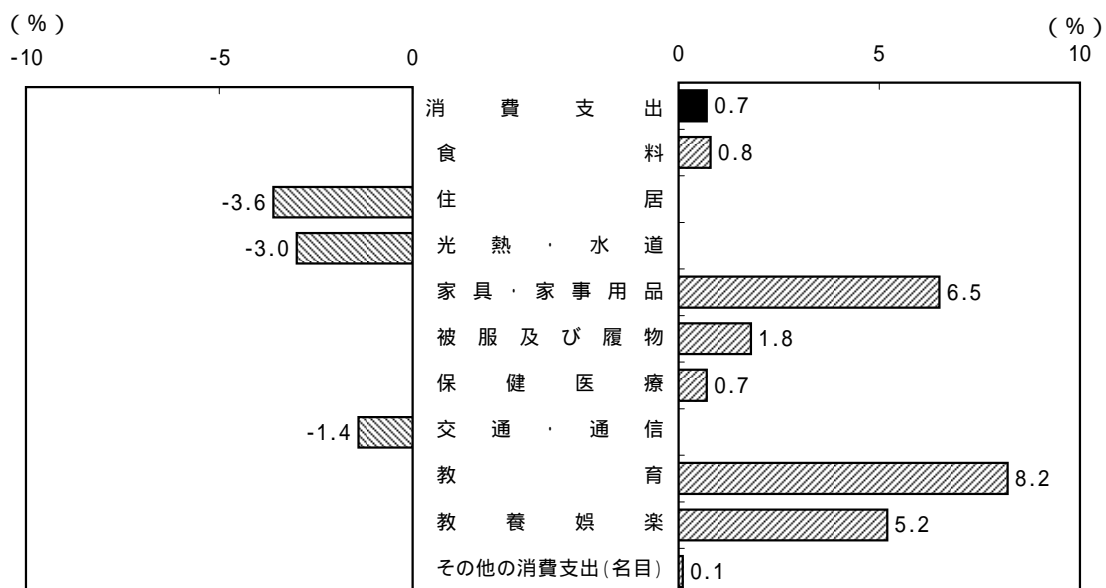 (%) (%)
-10 -5 0 0 5 10
消費支出 0.7
食料 0.8
-3.6 住居
-3.0 光熱・水道
家具・家事用品 6.5
被服及び履物 1.8
保健医療 0.7
-1.4 交通・通信
教育 8.2
教養娯楽 5.2
その他の消費支出(名目) 0.1